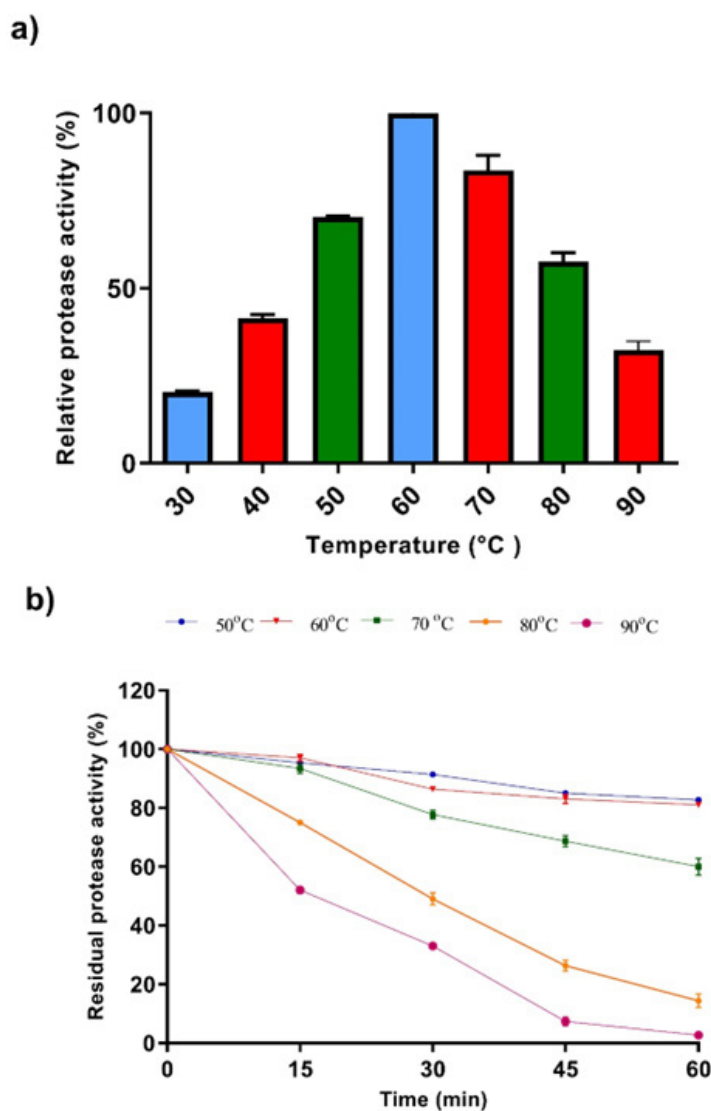 a)
Relative protease activity (%)
100
50
0
30 40 50 60 70 80 90
Temperature (°C )
b)
50°C 60°C 70 °C 80°C 90°C
Residual protease activity (%)
120
100
80
60
40
20
0
0 15 30 45 60
Time (min)